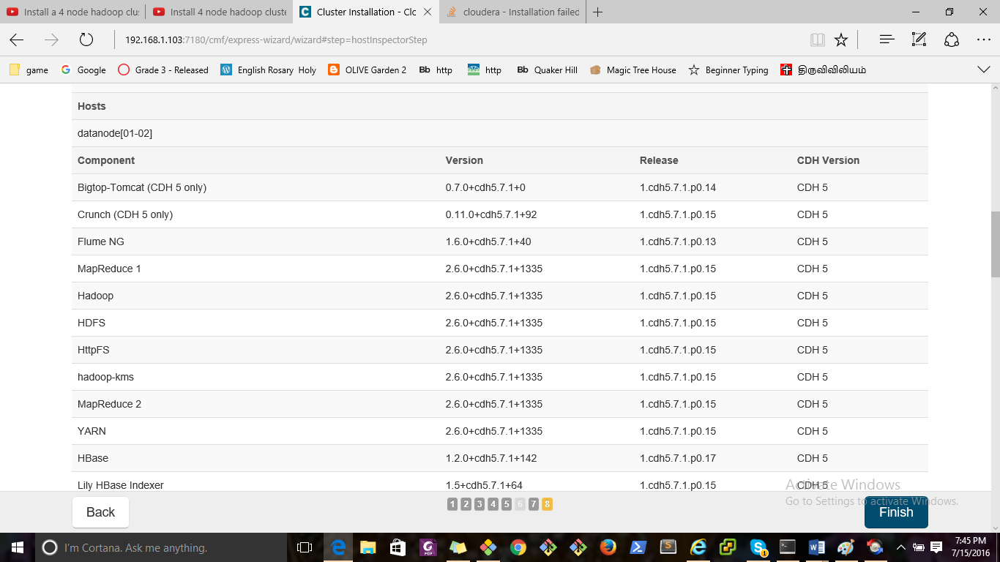 Install a 4 node hadoop clus Install 4 node hadoop cluste Cluster Installation - Clo cloudera - Installation failed
192.168.1.103:7180/cmf/express-wizard/wizard#step=hostInspectorStep
game Google Grade 3 - Released English Rosary Holy OLIVE Garden 2 Bb http http Bb Quaker Hill Magic Tree House Beginner Typing திருவிவிலியம்
Hosts
datanode[01-02]
Component Version Release CDH Version
Bigtop-Tomcat (CDH 5 only) 0.7.0+cdh5.7.1+0 1.cdh5.7.1.p0.14 CDH 5
Crunch (CDH 5 only) 0.11.0+cdh5.7.1+92 1.cdh5.7.1.p0.15 CDH 5
Flume NG 1.6.0+cdh5.7.1+40 1.cdh5.7.1.p0.13 CDH 5
MapReduce 1 2.6.0+cdh5.7.1+1335 1.cdh5.7.1.p0.15 CDH 5
Hadoop 2.6.0+cdh5.7.1+1335 1.cdh5.7.1.p0.15 CDH 5
HDFS 2.6.0+cdh5.7.1+1335 1.cdh5.7.1.p0.15 CDH 5
HttpFS 2.6.0+cdh5.7.1+1335 1.cdh5.7.1.p0.15 CDH 5
hadoop-kms 2.6.0+cdh5.7.1+1335 1.cdh5.7.1.p0.15 CDH 5
MapReduce 2 2.6.0+cdh5.7.1+1335 1.cdh5.7.1.p0.15 CDH 5
YARN 2.6.0+cdh5.7.1+1335 1.cdh5.7.1.p0.15 CDH 5
HBase 1.2.0+cdh5.7.1+142 1.cdh5.7.1.p0.17 CDH 5
Lily HBase Indexer 1.5+cdh5.7.1+64 1.cdh5.7.1.p0.15 CDH 5
Activate Windows
Go to Settings to activate Windows.
Back 1 2 3 4 5 6 7 8 Finish
I'm Cortana. Ask me anything.
7:45 PM
7/15/2016